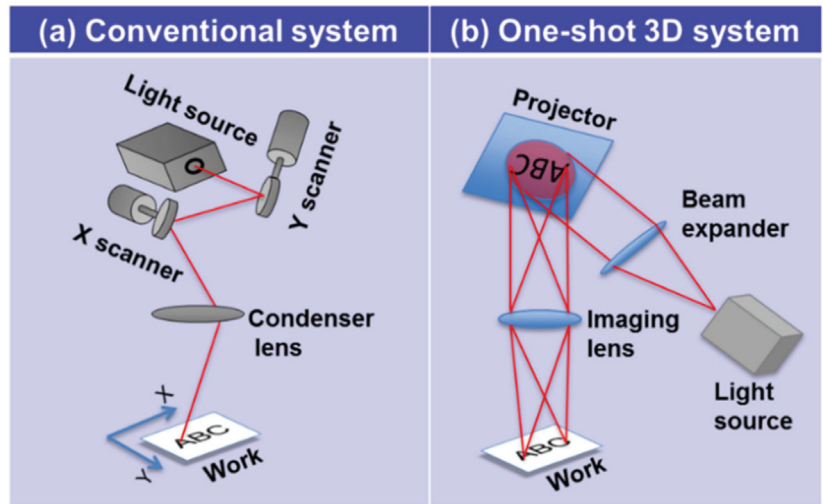 (a) Conventional system
Light source
Y scanner
X scanner
Condenser
lens
X
Y
ABC
Work
(b) One-shot 3D system
Projector
ABC
Beam
expander
Imaging
lens
Light
source
ABC
Work